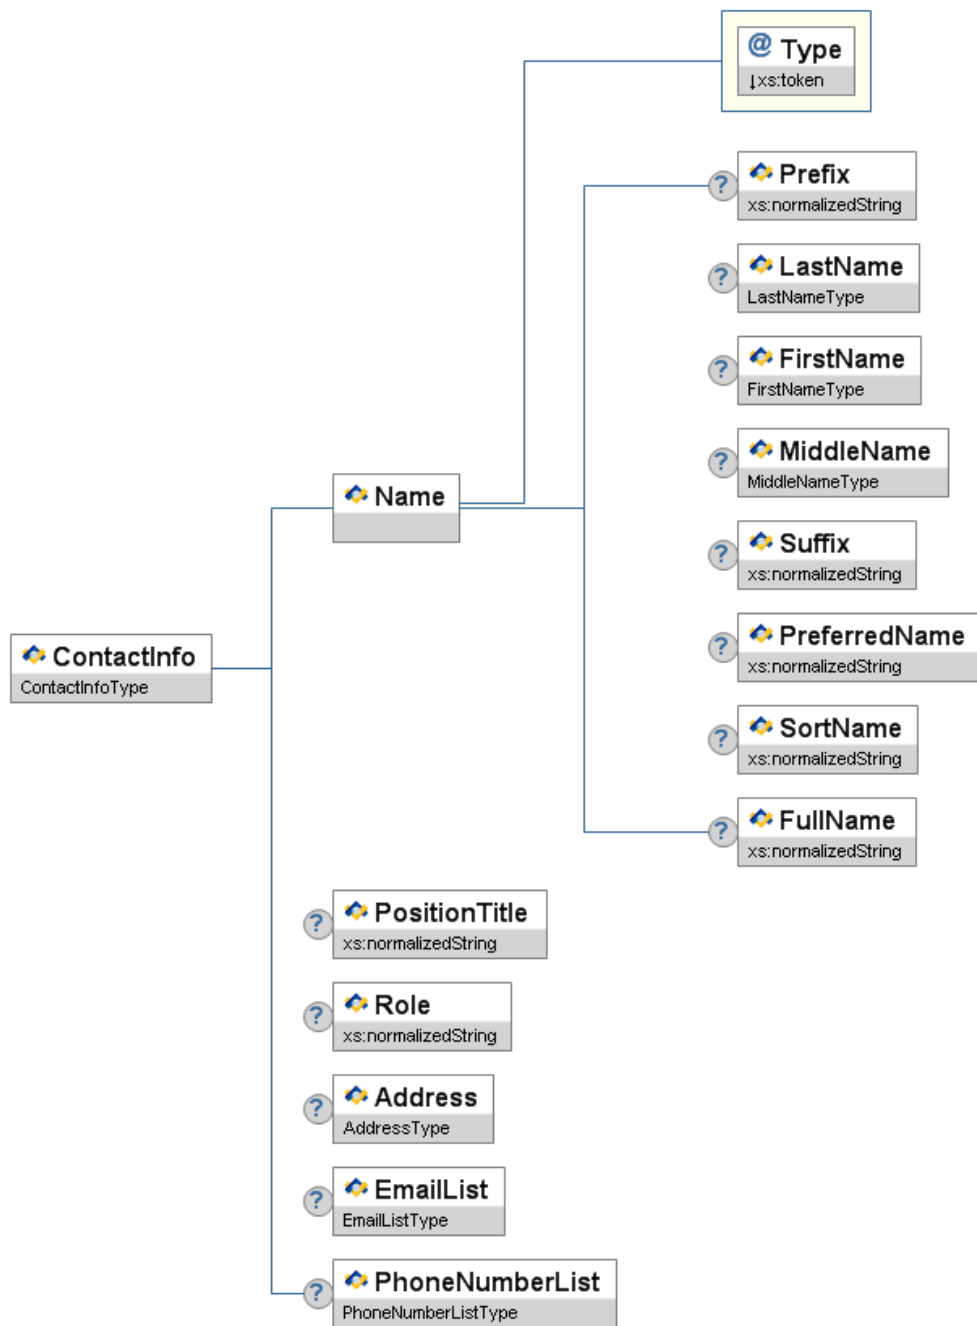 @ Type
↓xs:token
? Prefix
xs:normalizedString
? LastName
LastNameType
? FirstName
FirstNameType
? MiddleName
MiddleNameType
Name
? Suffix
xs:normalizedString
? PreferredName
xs:normalizedString
ContactInfo
ContactInfoType
? SortName
xs:normalizedString
? FullName
xs:normalizedString
? PositionTitle
xs:normalizedString
? Role
xs:normalizedString
? Address
AddressType
? EmailList
EmailListType
? PhoneNumberList
PhoneNumberListType